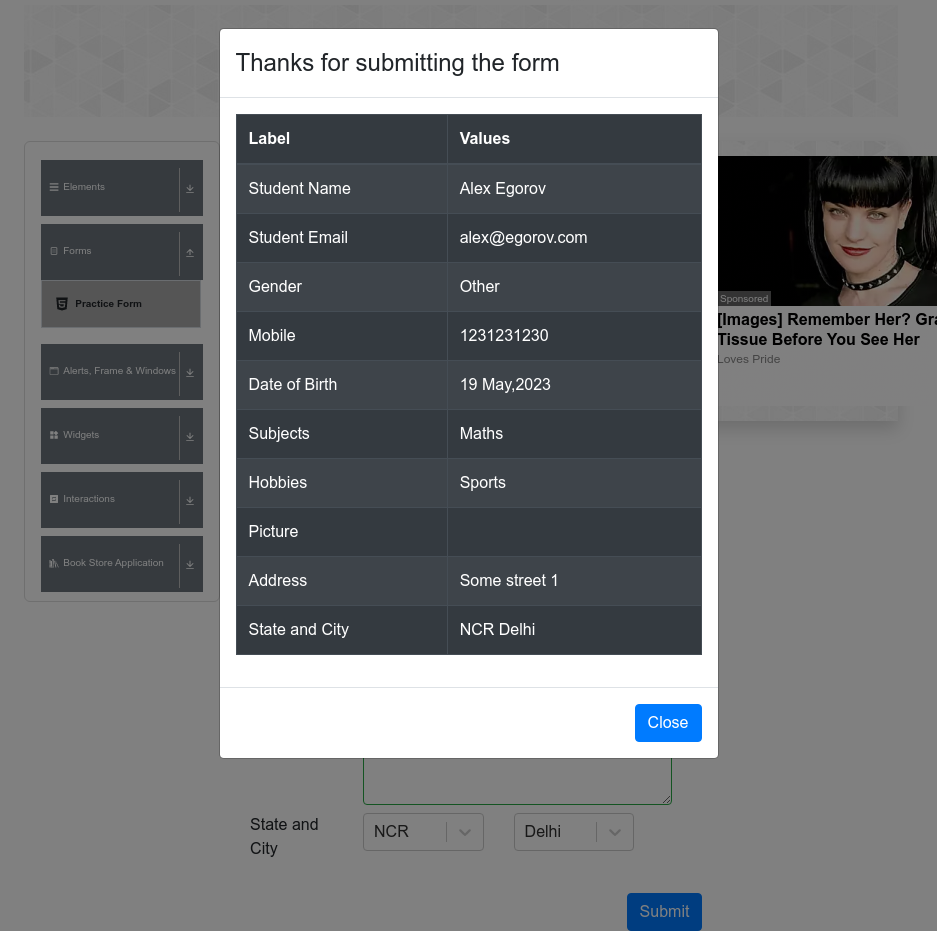 Thanks for submitting the form
Label Values
Student Name Alex Egorov
Student Email alex@egorov.com
Gender Other
Mobile 1231231230
Date of Birth 19 May,2023
Subjects Maths
Hobbies Sports
Picture
Address Some street 1
State and City NCR Delhi
Close
Elements
Forms
Practice Form
Alerts, Frame & Windows
Widgets
Interactions
Book Store Application
Sponsored
[Images] Remember Her? Gra
Tissue Before You See Her
Loves Pride
State and
City
NCR Delhi
Submit